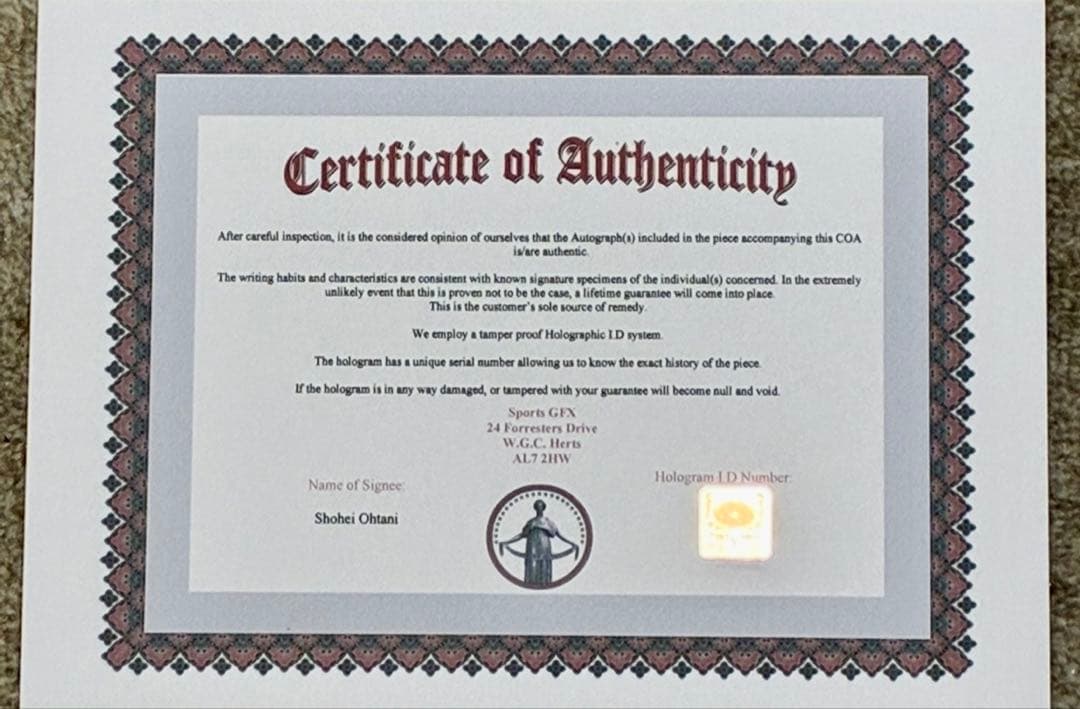 Certificate of Authenticity
After careful inspection, it is the considered opinion of ourselves that the Autograph(s) included in the piece accompanying this COA
is/are authentic.
The writing habits and characteristics are consistent with known signature specimens of the individual(s) concerned. In the extremely
unlikely event that this is proven not to be the case, a lifetime guarantee will come into place.
This is the customer's sole source of remedy.
We employ a tamper proof Holographic I.D system.
The hologram has a unique serial number allowing us to know the exact history of the piece.
If the hologram is in any way damaged, or tampered with your guarantee will become null and void.
Sports GFX
24 Forresters Drive
W.G.C. Herts
AL7 2HW
Name of Signee:
Shohei Ohtani
Hologram I.D Number: